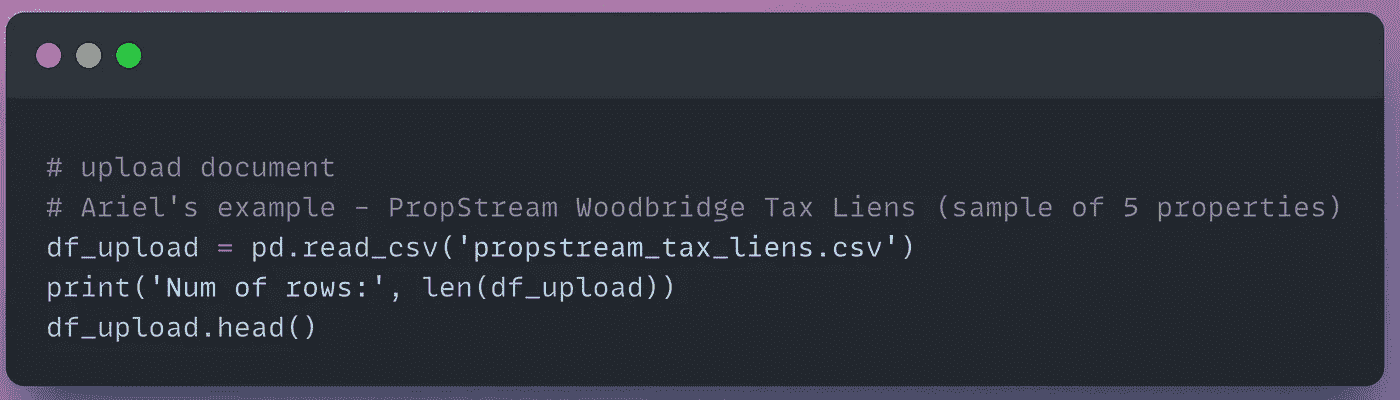 # upload document
# Ariel's example - PropStream Woodbridge Tax Liens (sample of 5 properties)
df_upload = pd.read_csv('propstream_tax_liens.csv')
print('Num of rows:', len(df_upload))
df_upload.head()